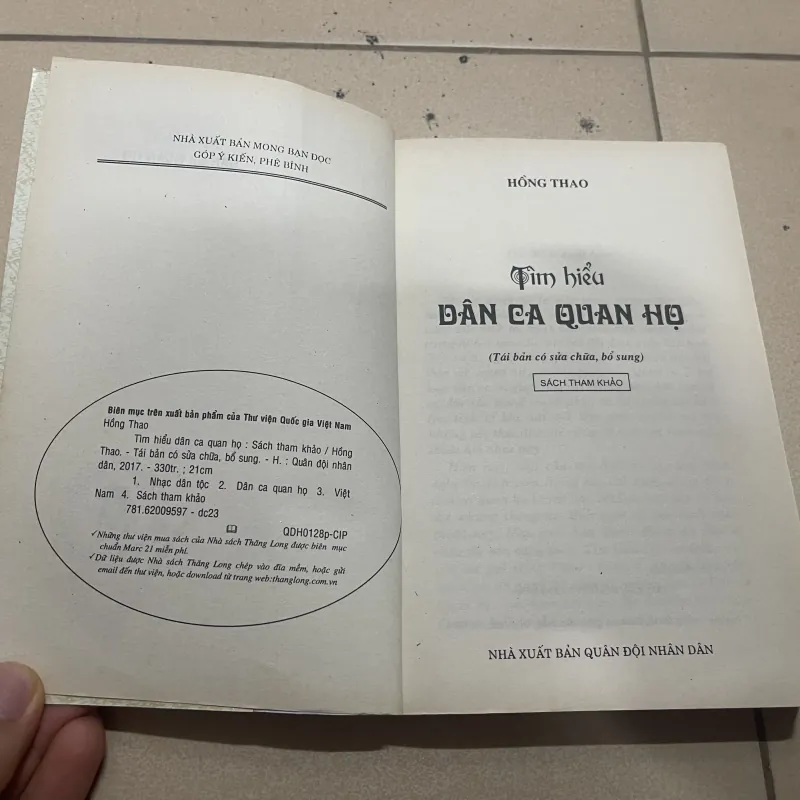 NHÀ XUẤT BẢN MONG BẠN ĐỌC
GÓP Ý KIẾN, PHÊ BÌNH
Biên mục trên xuất bản phẩm của Thư viện Quốc gia Việt Nam
Hồng Thao
Tìm hiểu dân ca quan họ : Sách tham khảo / Hồng
Thao. - Tái bản có sửa chữa, bổ sung. - H. : Quân đội nhân
dân, 2017. - 330tr. ; 21cm
1. Nhạc dân tộc 2. Dân ca quan họ 3. Việt
Nam 4. Sách tham khảo
781.62009597 - dc23
QDH0128p-CIP
✓Những thư viện mua sách của Nhà sách Thăng Long được biên mục
chuẩn Marc 21 miễn phí.
✓Dữ liệu được Nhà sách Thăng Long chép vào đĩa mềm, hoặc gửi
email đến thư viện, hoặc download từ trang web:thanglong.com.vn
HỒNG THAO
Tìm hiểu
DÂN CA QUAN HỌ
(Tái bản có sửa chữa, bổ sung)
SÁCH THAM KHẢO
NHÀ XUẤT BẢN QUÂN ĐỘI NHÂN DÂN